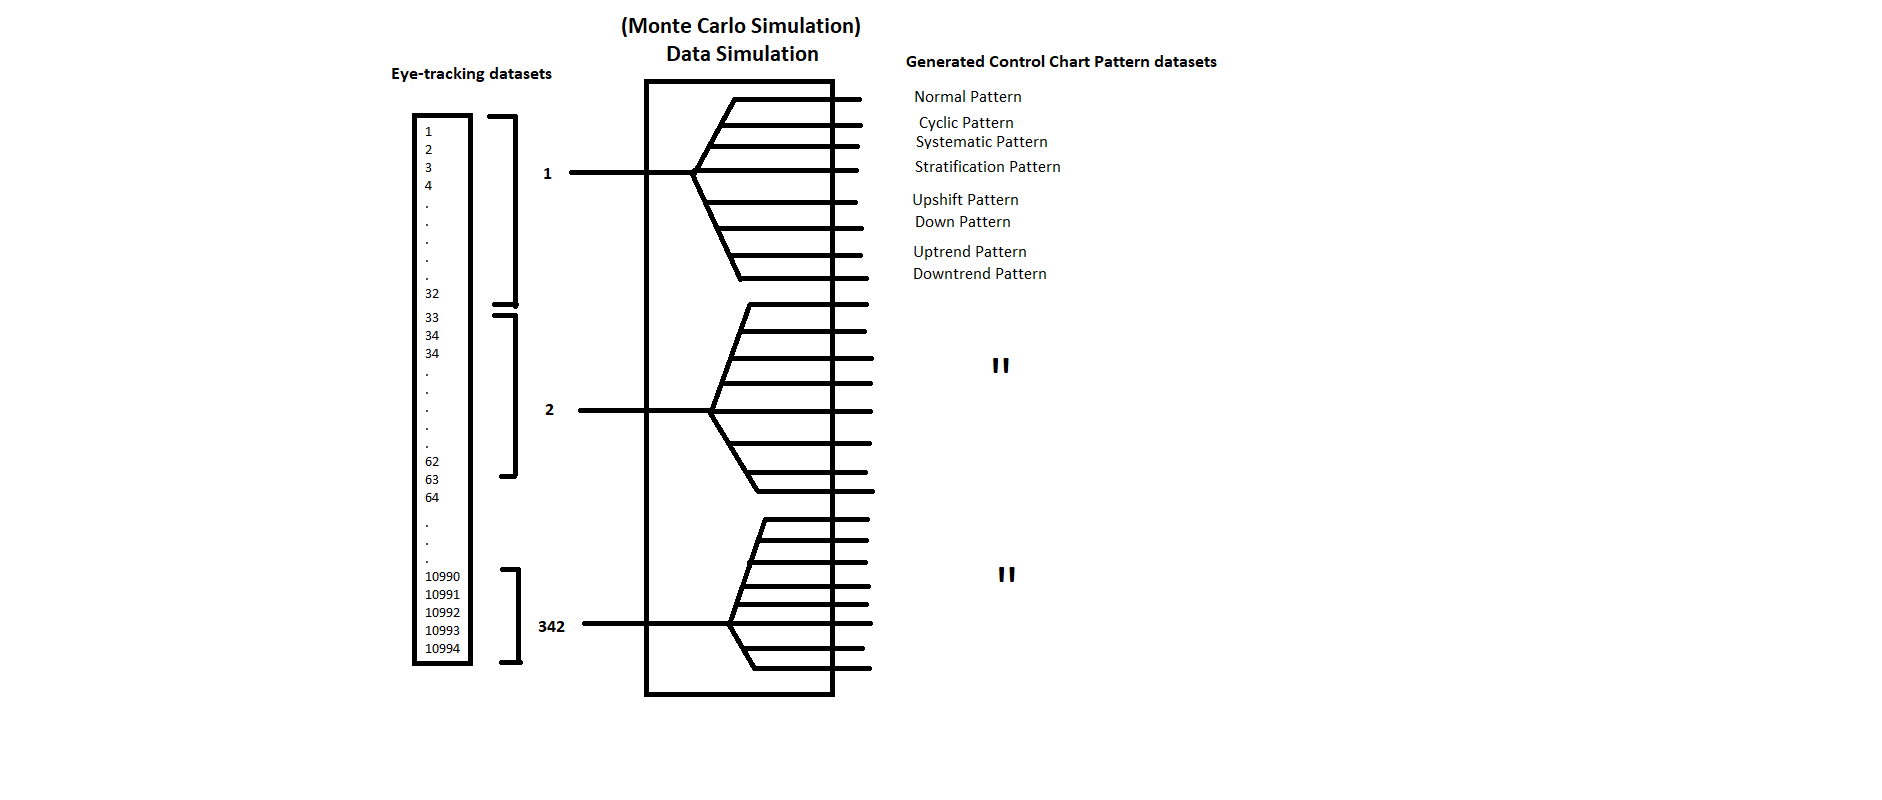 (Monte Carlo Simulation)
Data Simulation
Eye-tracking datasets
Generated Control Chart Pattern datasets
1
2
3
4
.
.
.
.
.
32
33
34
34
.
.
.
.
.
62
63
64
.
.
.
10990
10991
10992
10993
10994
1
2
342
Normal Pattern
Cyclic Pattern
Systematic Pattern
Stratification Pattern
Upshift Pattern
Down Pattern
Uptrend Pattern
Downtrend Pattern
"
"